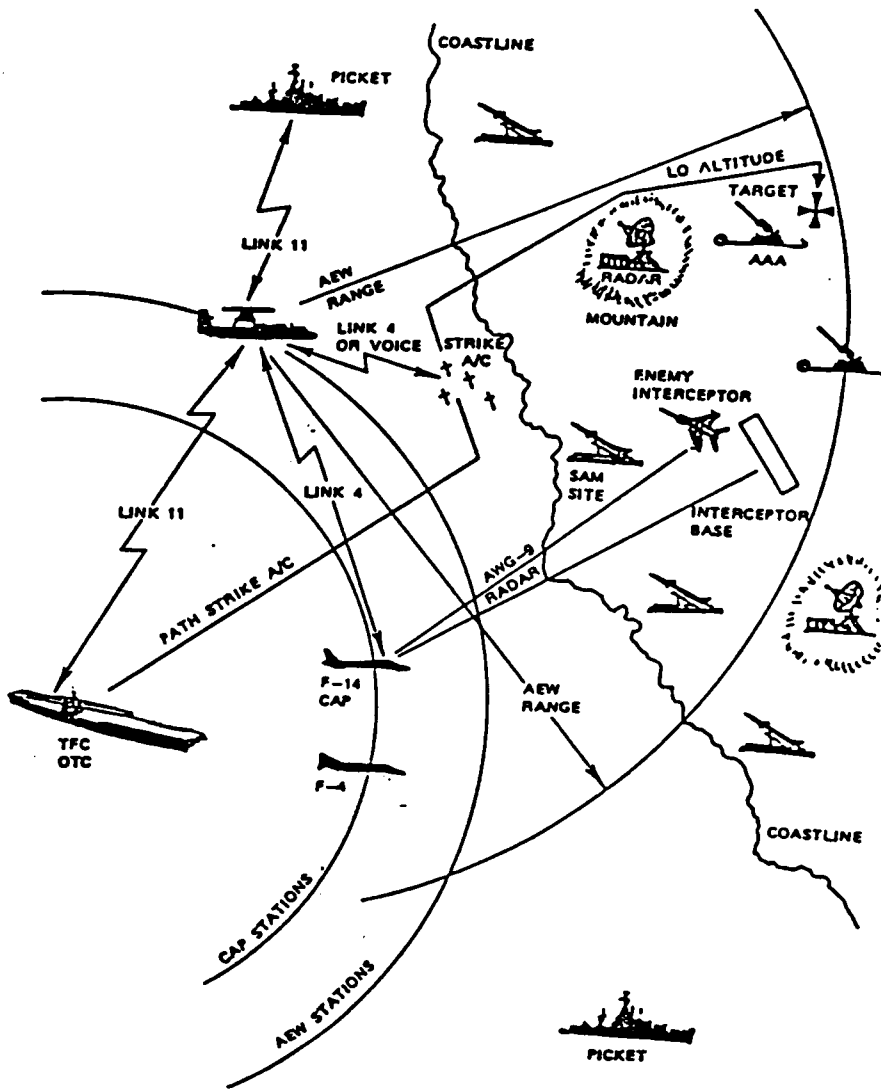 COASTLINE
PICKET
LO ALTITUDE
TARGET
AAA
LINK 11
AEW
RANGE
RADAR
MOUNTAIN
LINK 4
OR VOICE
STRIKE
A/C
ENEMY
INTERCEPTOR
SAM
SITE
LINK 4
LINK 11
INTERCEPTOR
BASE
AWG-9
RADAR
PATH STRIKE A/C
F-14
CAP
AEW
RANGE
TFC
OTC
F-4
COASTLINE
CAP STATIONS
AEW STATIONS
PICKET